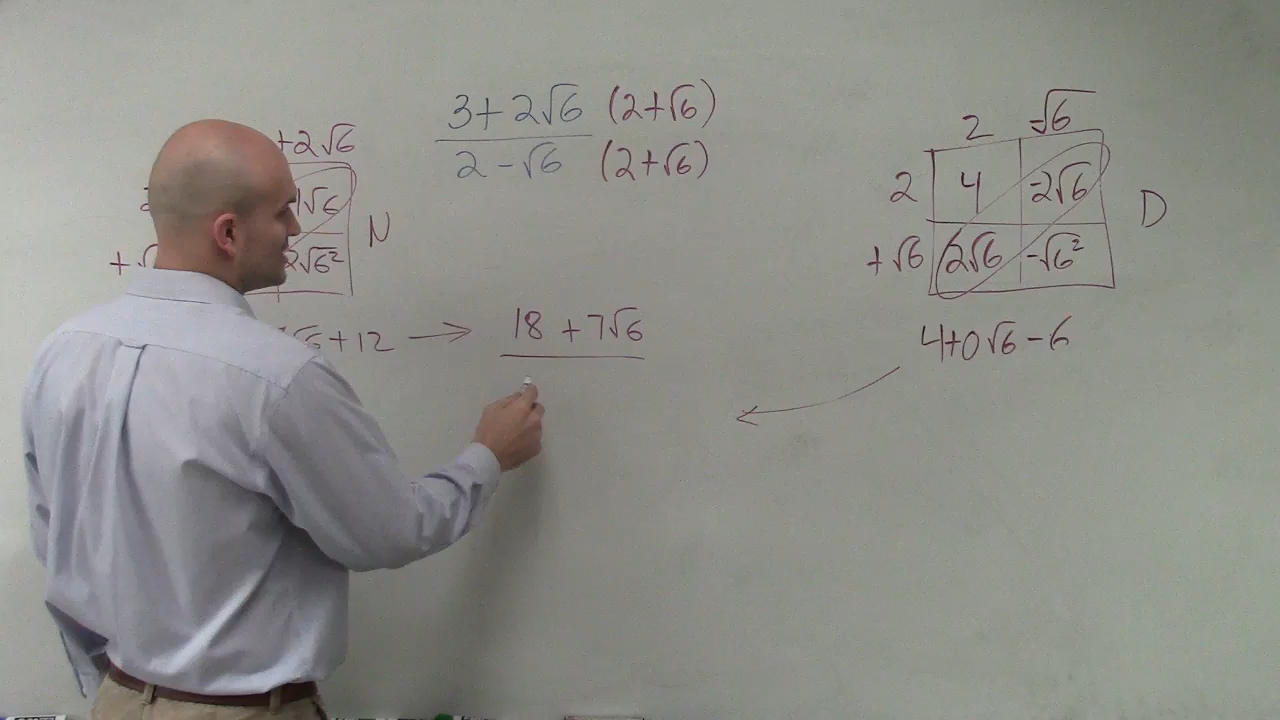 3 + 2√6 (2+√6)
2 - √6 (2+√6)
+2√6
√6
+ √
2√6²
N
√6 + 12 → 18 + 7√6
2 -√6
2 4 -2√6
+√6 2√6 -√6²
D
4+0√6-6